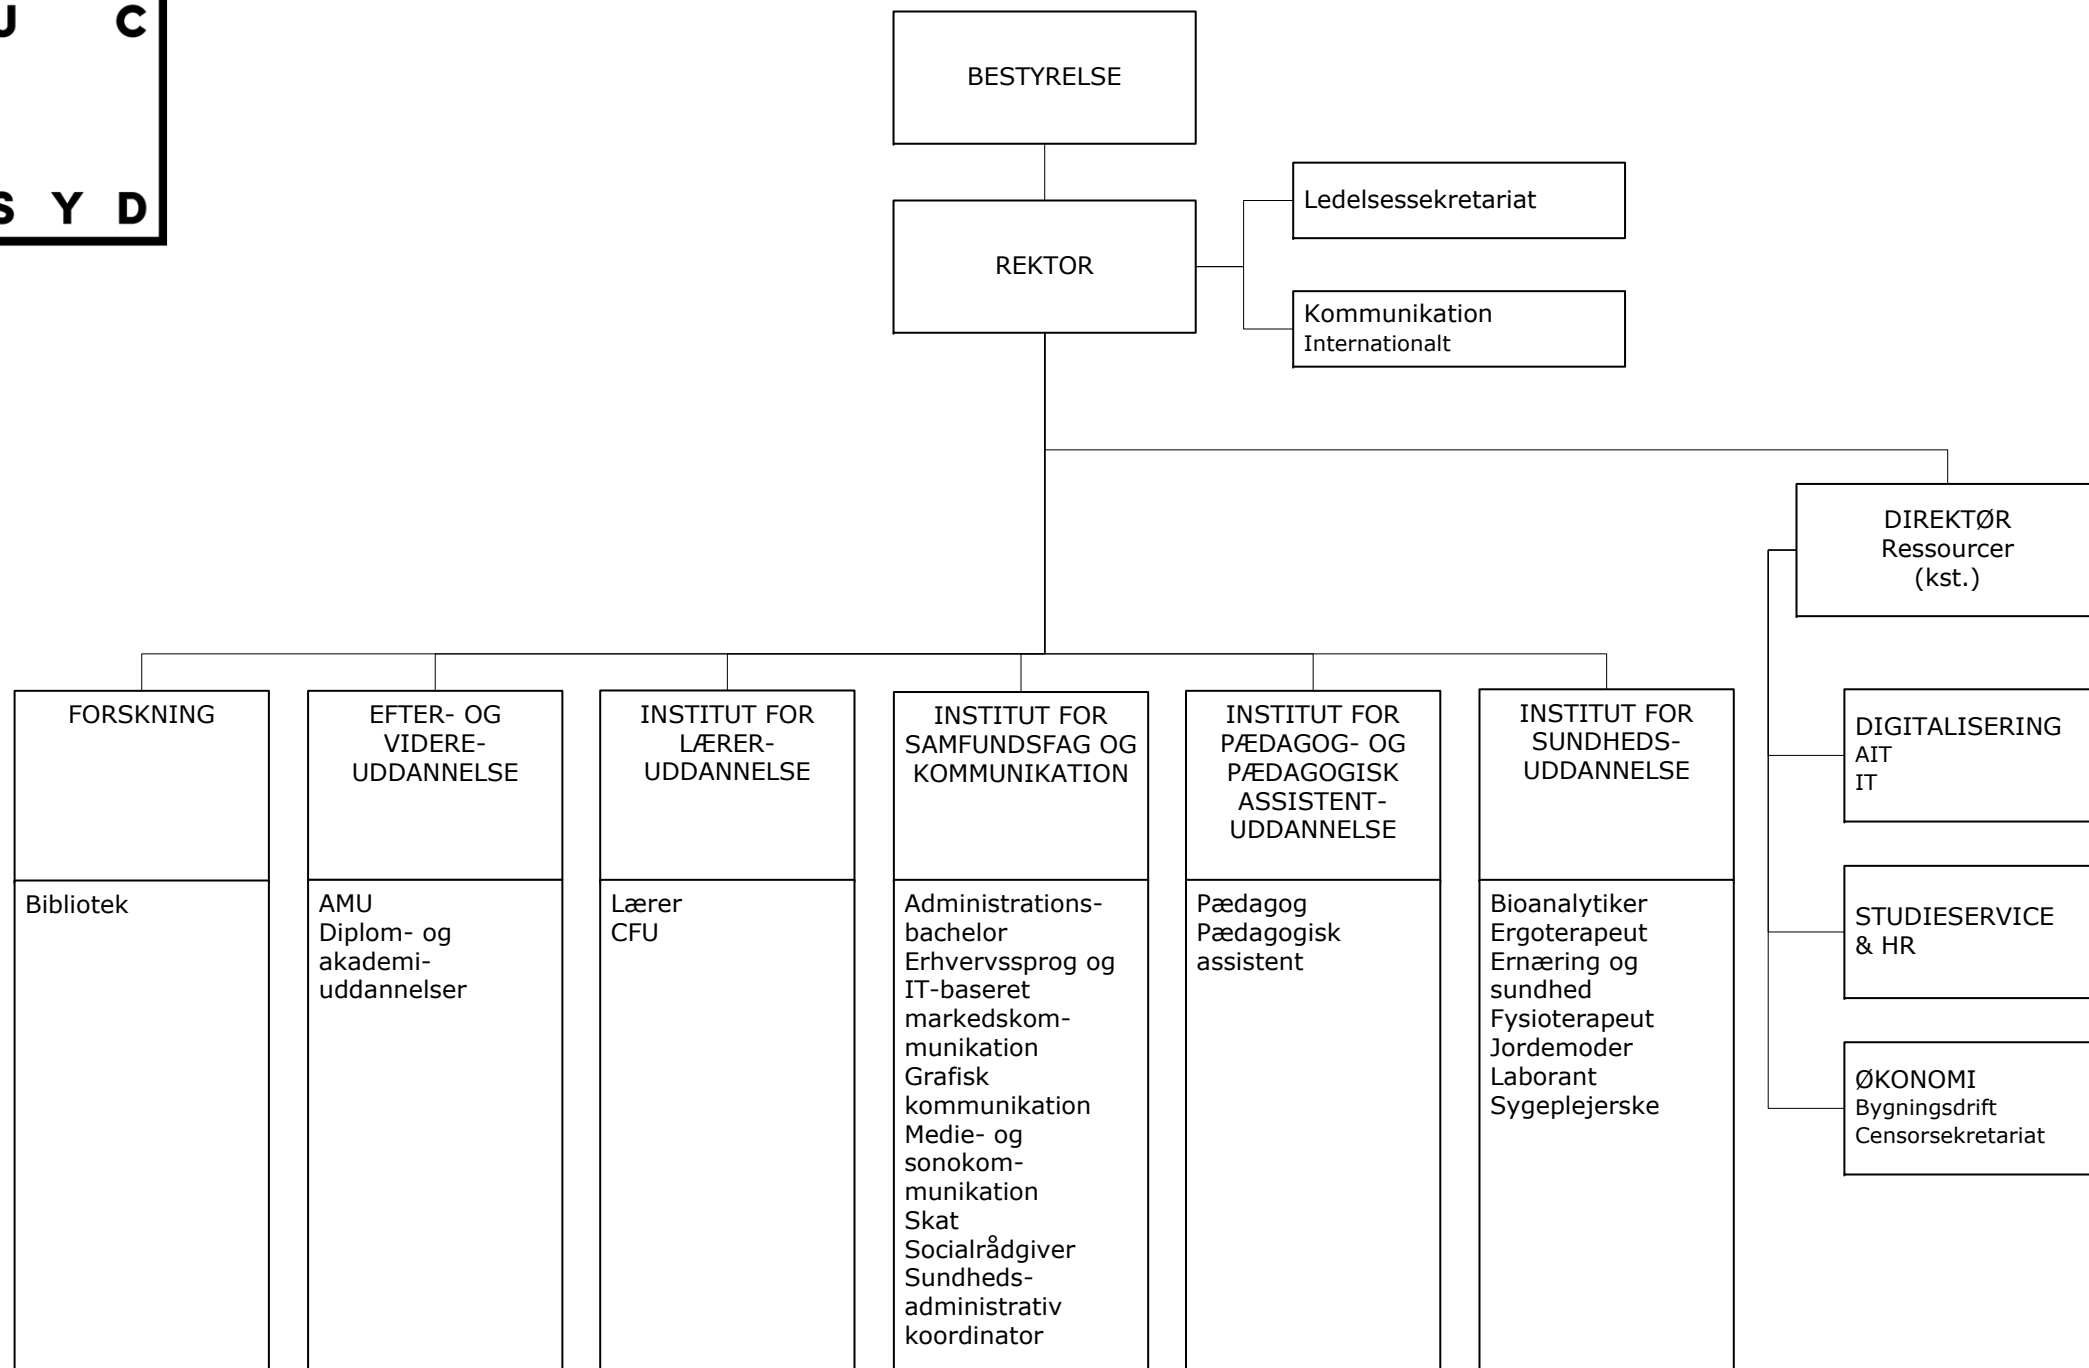 U C
S Y D
BESTYRELSE
REKTOR
Ledelsessekretariat
Kommunikation
Internationalt
DIREKTØR
Ressourcer
(kst.)
FORSKNING
Bibliotek
EFTER- OG
VIDERE-
UDDANNELSE
AMU
Diplom- og
akademi-
uddannelser
INSTITUT FOR
LÆRER-
UDDANNELSE
Lærer
CFU
INSTITUT FOR
SAMFUNDSFAG OG
KOMMUNIKATION
Administrations-
bachelor
Erhvervssprog og
IT-baseret
markedskom-
munikation
Grafisk
kommunikation
Medie- og
sonokom-
munikation
Skat
Socialrådgiver
Sundheds-
administrativ
koordinator
INSTITUT FOR
PÆDAGOG- OG
PÆDAGOGISK
ASSISTENT-
UDDANNELSE
Pædagog
Pædagogisk
assistent
INSTITUT FOR
SUNDHEDS-
UDDANNELSE
Bioanalytiker
Ergoterapeut
Ernæring og
sundhed
Fysioterapeut
Jordemoder
Laborant
Sygeplejerske
DIGITALISERING
AIT
IT
STUDIESERVICE
& HR
ØKONOMI
Bygningsdrift
Censorsekretariat